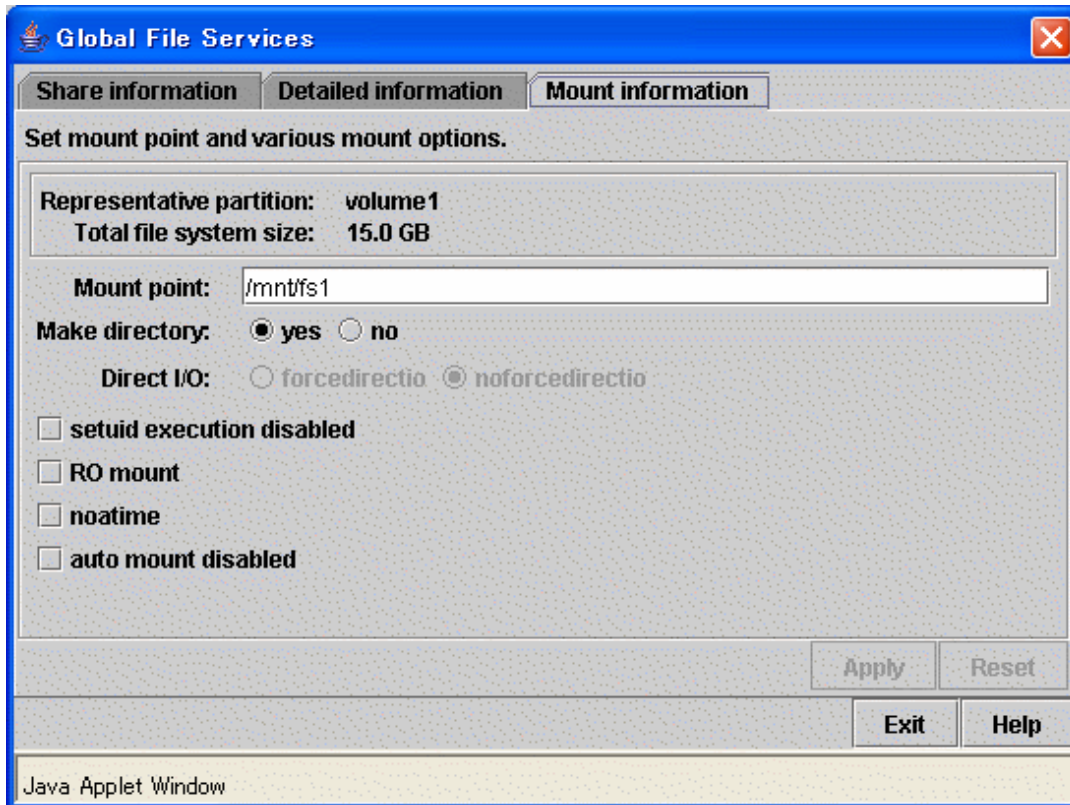 Global File Services
Share information Detailed information Mount information
Set mount point and various mount options.
Representative partition: volume1
Total file system size: 15.0 GB
Mount point: /mnt/fs1
Make directory: yes no
Direct I/O: forcedirectio noforcedirectio
setuid execution disabled
RO mount
noatime
auto mount disabled
Apply Reset
Exit Help
Java Applet Window